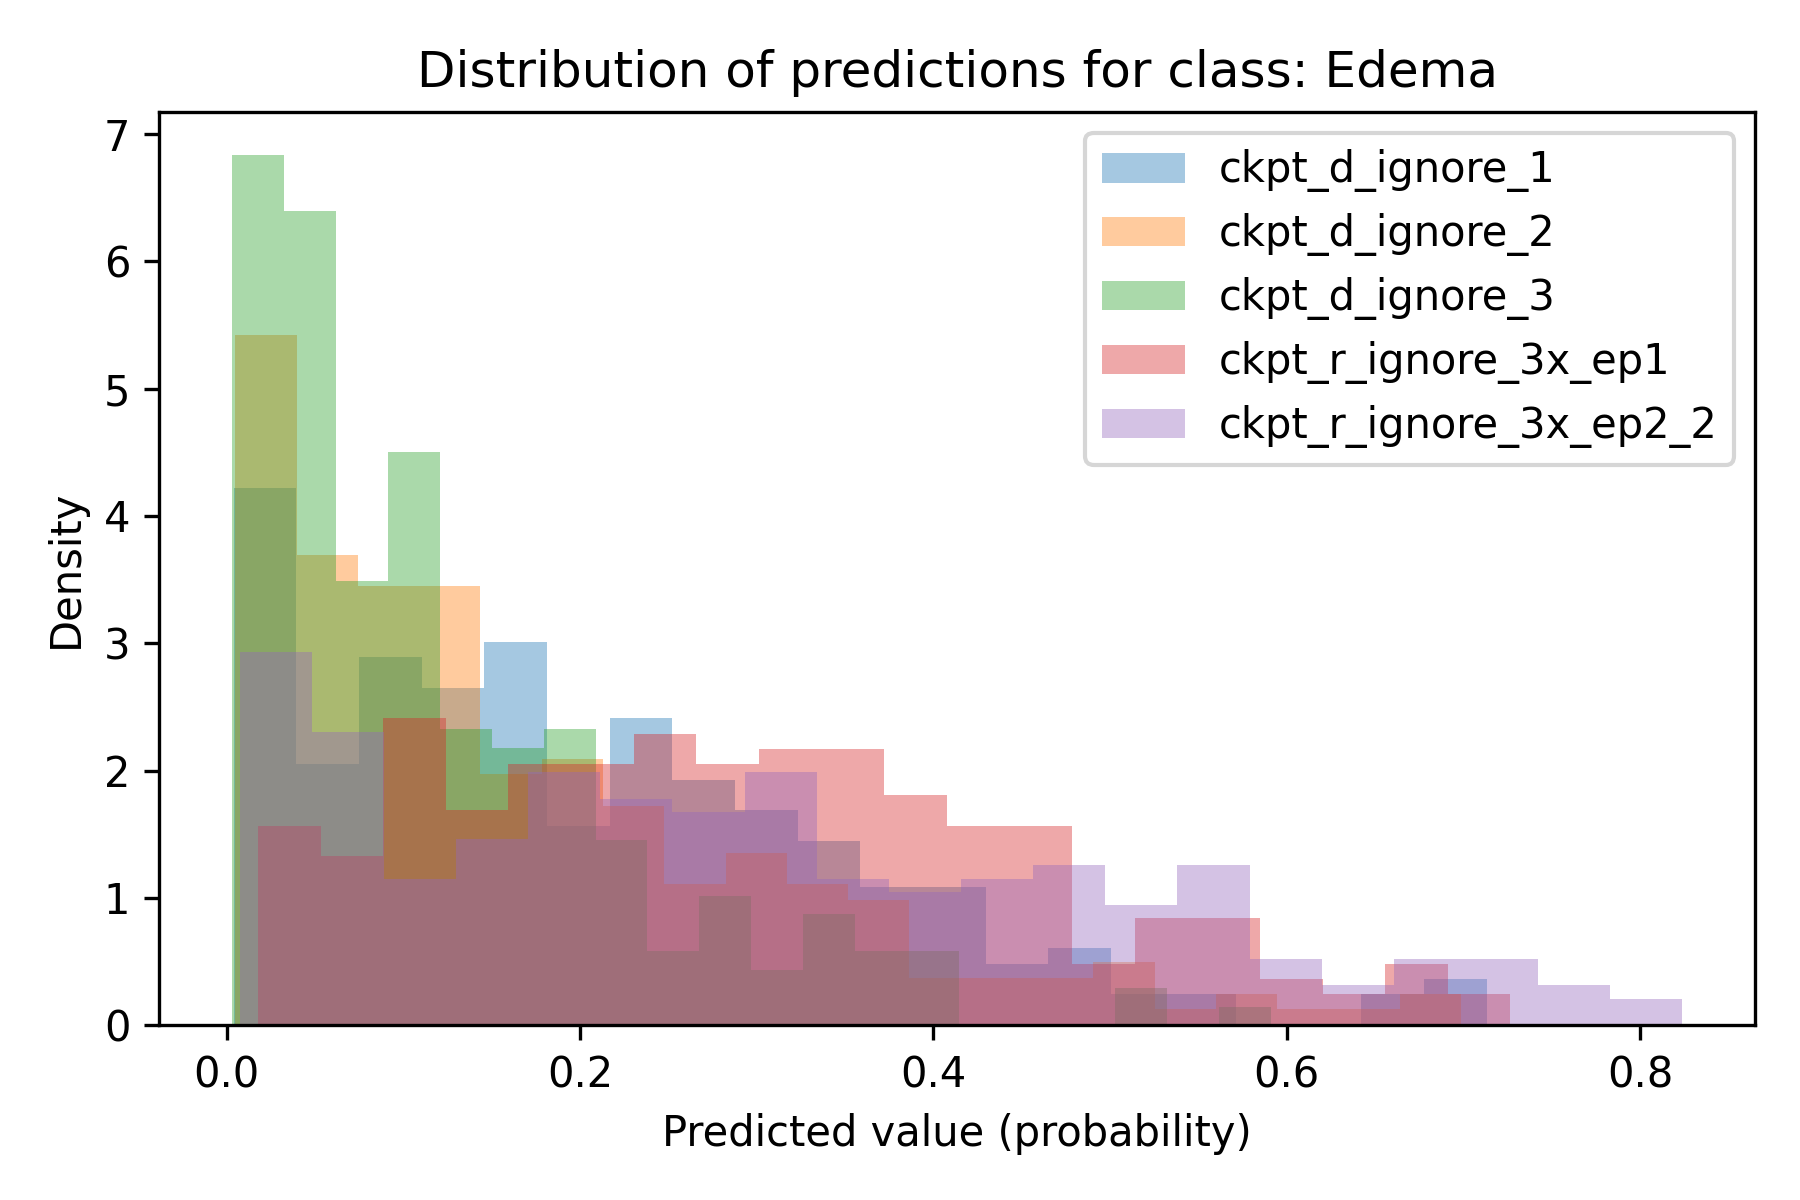 Distribution of predictions for class: Edema
7
6
5
4
3
2
1
0
Density
ckpt_d_ignore_1
ckpt_d_ignore_2
ckpt_d_ignore_3
ckpt_r_ignore_3x_ep1
ckpt_r_ignore_3x_ep2_2
0.0 0.2 0.4 0.6 0.8
Predicted value (probability)